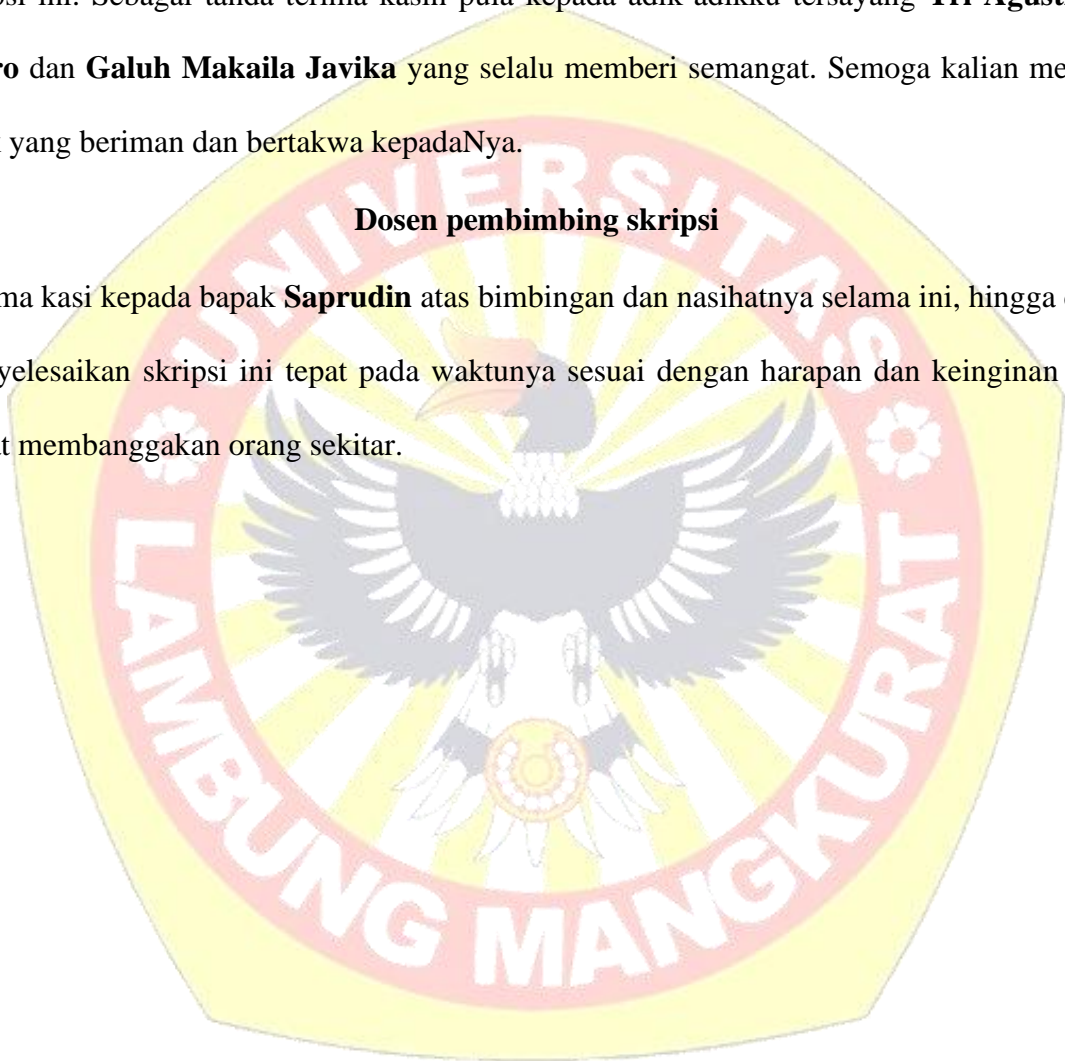 psi ini. Sebagai tanda terima kasih pula kepada adik-adikku tersayang Tri Agusti
ro dan Galuh Makaila Javika yang selalu memberi semangat. Semoga kalian me
yang beriman dan bertakwa kepadaNya.
Dosen pembimbing skripsi
ma kasi kepada bapak Saprudin atas bimbingan dan nasihatnya selama ini, hingga
yelesaikan skripsi ini tepat pada waktunya sesuai dengan harapan dan keinginan
t membanggakan orang sekitar.
UNIVERSITAS
LAMBUNG MANGKURAT